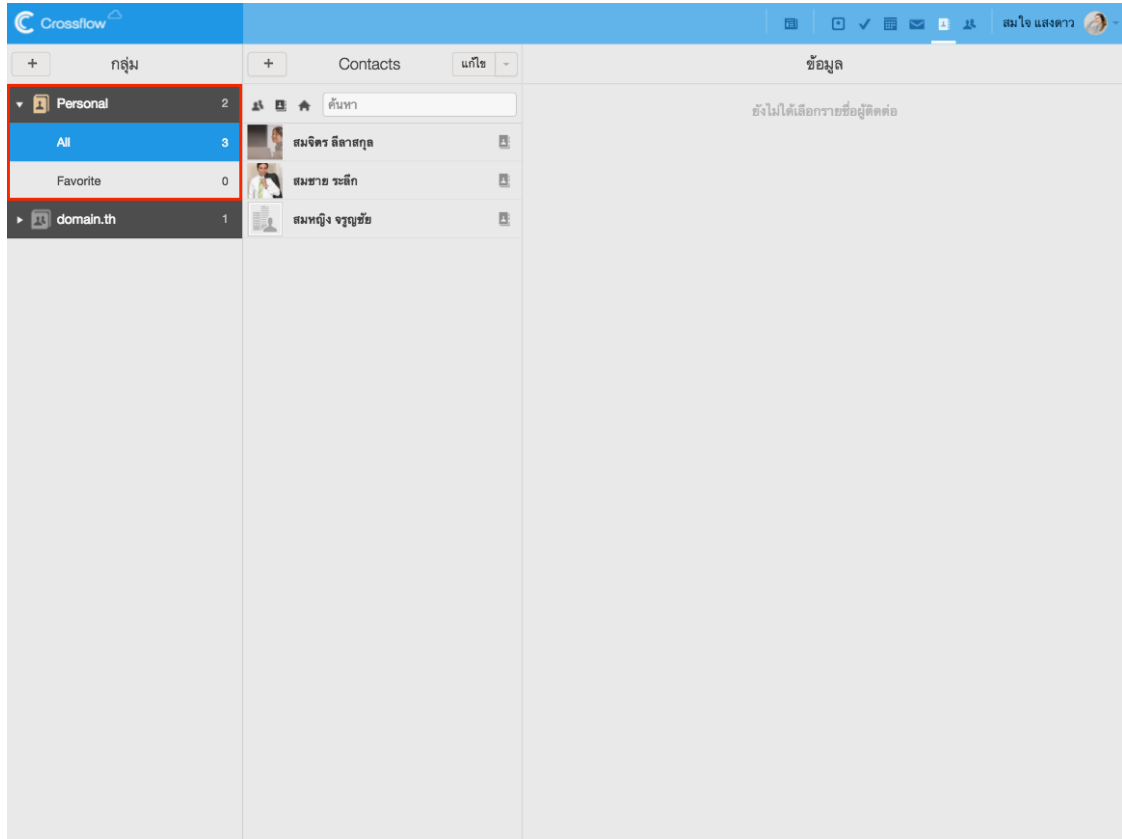 Crossflow
สมใจ แสงดาว
กลุ่ม
Contacts แก้ไข
ข้อมูล
Personal 2
All 3
Favorite 0
domain.th 1
ค้นหา
สมจิตร ลีลาสกุล
สมชาย ระลึก
สมหญิง จรูญชัย
ยังไม่ได้เลือกรายชื่อผู้ติดต่อ